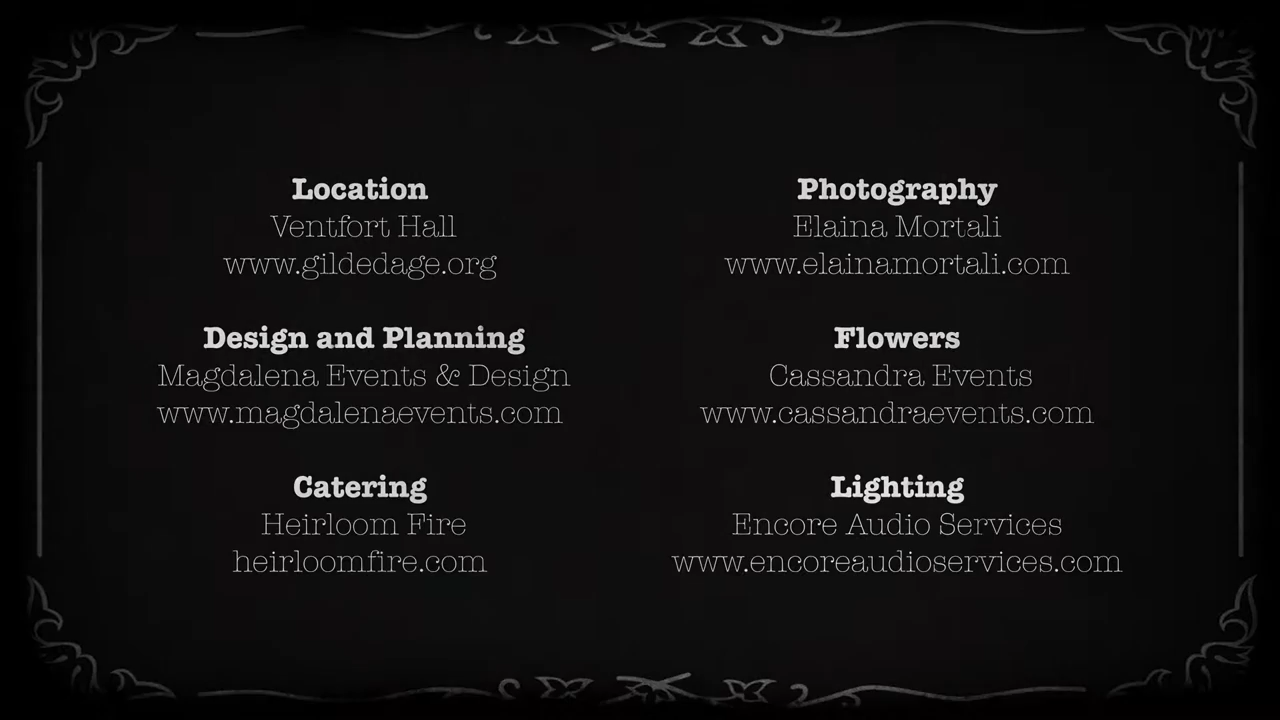 Location
Ventfort Hall
www.gildedage.org
Design and Planning
Magdalena Events & Design
www.magdalenaevents.com
Catering
Heirloom Fire
heirloomfire.com
Photography
Elaina Mortali
www.elainamortali.com
Flowers
Cassandra Events
www.cassandraevents.com
Lighting
Encore Audio Services
www.encoreaudioservices.com